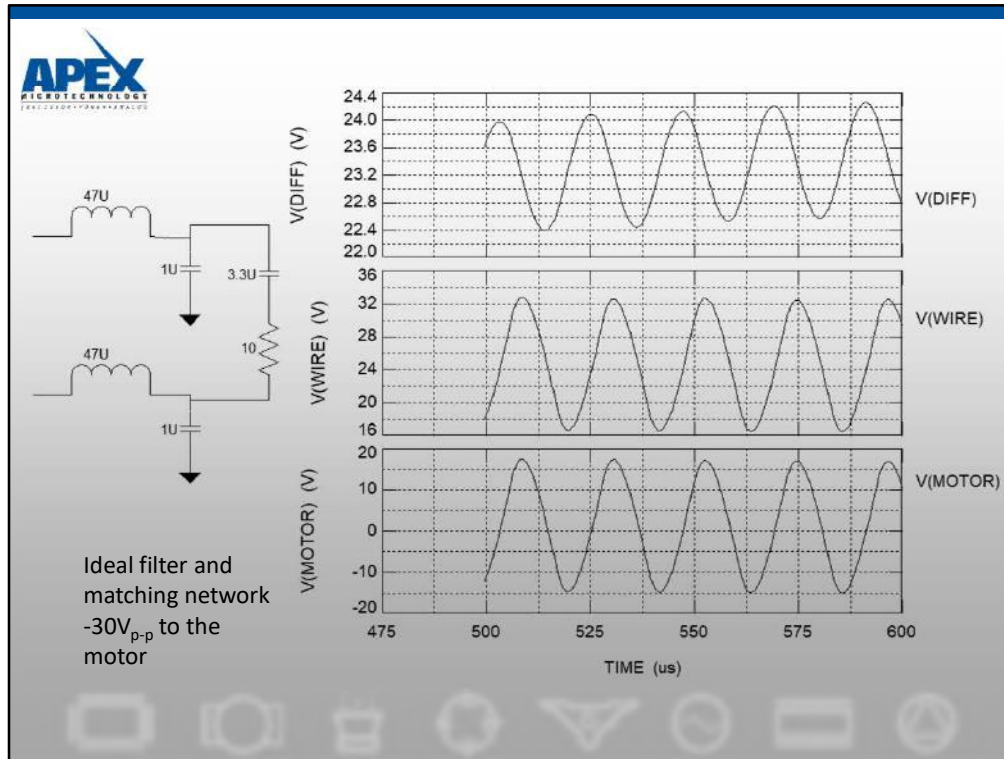 APEX
MICROTECHNOLOGY
PRECISION•POWER•ANALOG
47U
1U
3.3U
10
47U
1U
Ideal filter and
matching network
-30Vp-p to the
motor
V(DIFF) (V)
24.4
24.0
23.6
23.2
22.8
22.4
22.0
V(DIFF)
V(WIRE) (V)
36
32
28
24
20
16
V(WIRE)
V(MOTOR) (V)
20
10
0
-10
-20
V(MOTOR)
475
500
525
550
575
600
TIME (us)